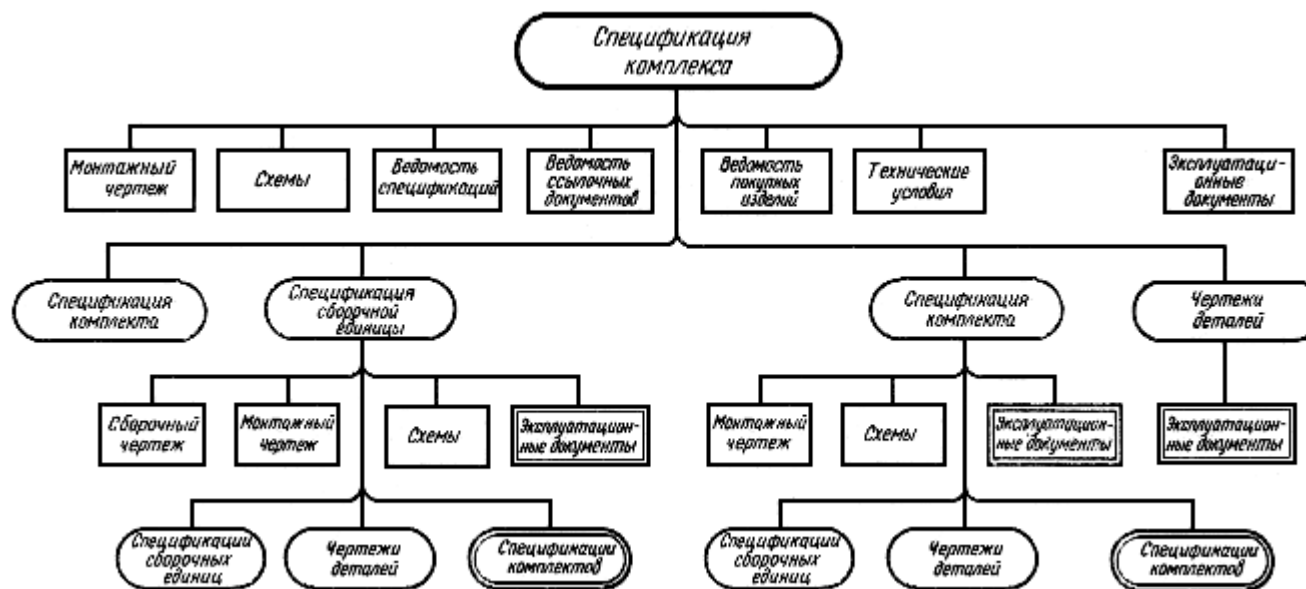 Спецификация
комплекса
Монтажный
чертеж
Схемы
Ведомость
спецификаций
Ведомость
ссылочных
документов
Ведомость
покупных
изделий
Технические
условия
Эксплуатаци-
онные
документы
Спецификация
комплекта
Спецификация
сборочной
единицы
Спецификация
комплекта
Чертежи
деталей
Сборочный
чертеж
Монтажный
чертеж
Схемы
Эксплуатацион-
ные документы
Монтажный
чертеж
Схемы
Эксплуатацион-
ные документы
Эксплуатацион-
ные документы
Спецификации
сборочных
единиц
Чертежи
деталей
Спецификации
комплектов
Спецификации
сборочных
единиц
Чертежи
деталей
Спецификации
комплектов